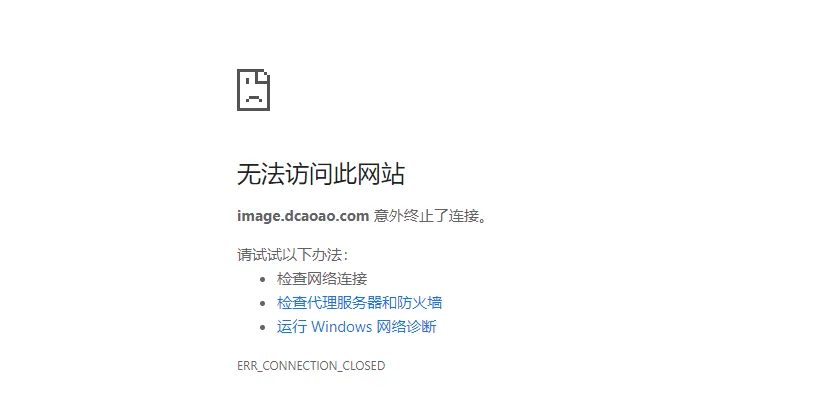 无法访问此网站
image.dcaoao.com 意外终止了连接。
请试试以下办法：
• 检查网络连接
• 检查代理服务器和防火墙
• 运行 Windows 网络诊断
ERR_CONNECTION_CLOSED